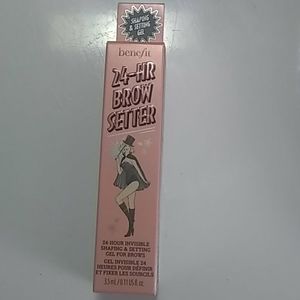 SHAPING
& SETTING
GEL
benefit
24-HR
BROW
SETTER
24-HOUR INVISIBLE
SHAPING & SETTING
GEL FOR BROWS
GEL INVISIBLE 24
HEURES POUR DÉFINIR
ET FIXER LES SOURCILS
3.5 mL / 0.11 US fl. oz